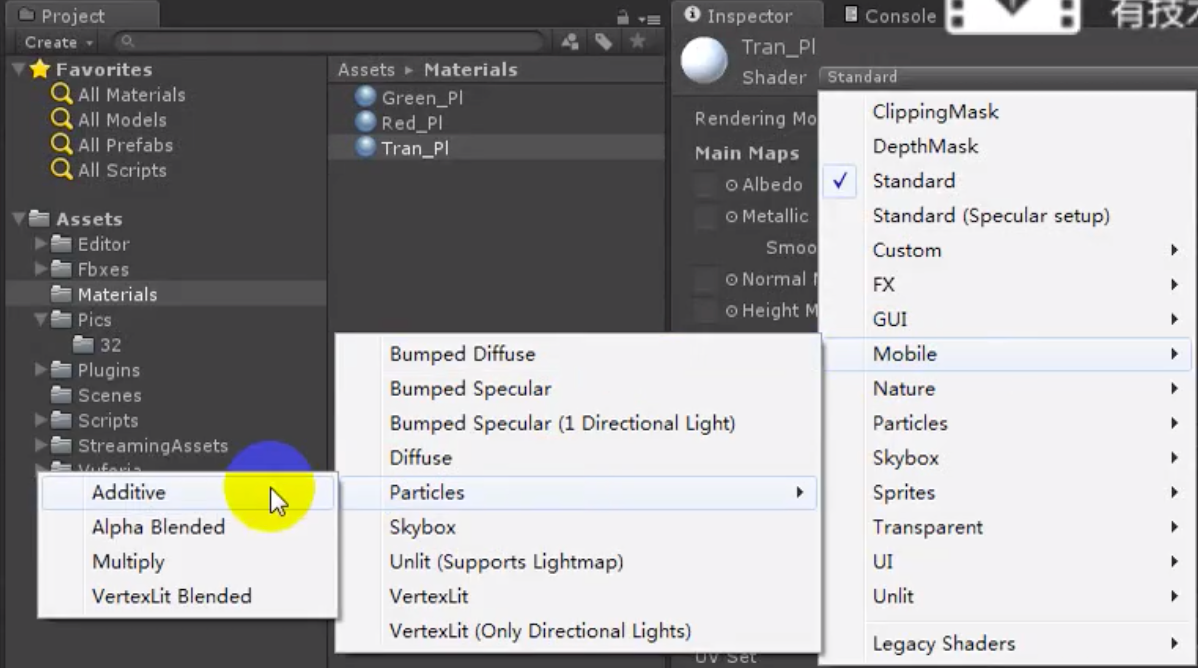 Project
Create
Favorites
All Materials
All Models
All Prefabs
All Scripts
Assets
Editor
Fbxes
Materials
Pics
32
Plugins
Scenes
Scripts
StreamingAssets
Vuforia
Assets ▸ Materials
Green_Pl
Red_Pl
Tran_Pl
Inspector
Console
有技
Tran_Pl
Shader
Standard
Rendering Mo
Main Maps
Albedo
Metallic
Smoo
Normal
Height M
UV Set
ClippingMask
DepthMask
Standard
Standard (Specular setup)
Custom
FX
GUI
Mobile
Nature
Particles
Skybox
Sprites
Transparent
UI
Unlit
Legacy Shaders
Bumped Diffuse
Bumped Specular
Bumped Specular (1 Directional Light)
Diffuse
Particles
Skybox
Unlit (Supports Lightmap)
VertexLit
VertexLit (Only Directional Lights)
Additive
Alpha Blended
Multiply
VertexLit Blended